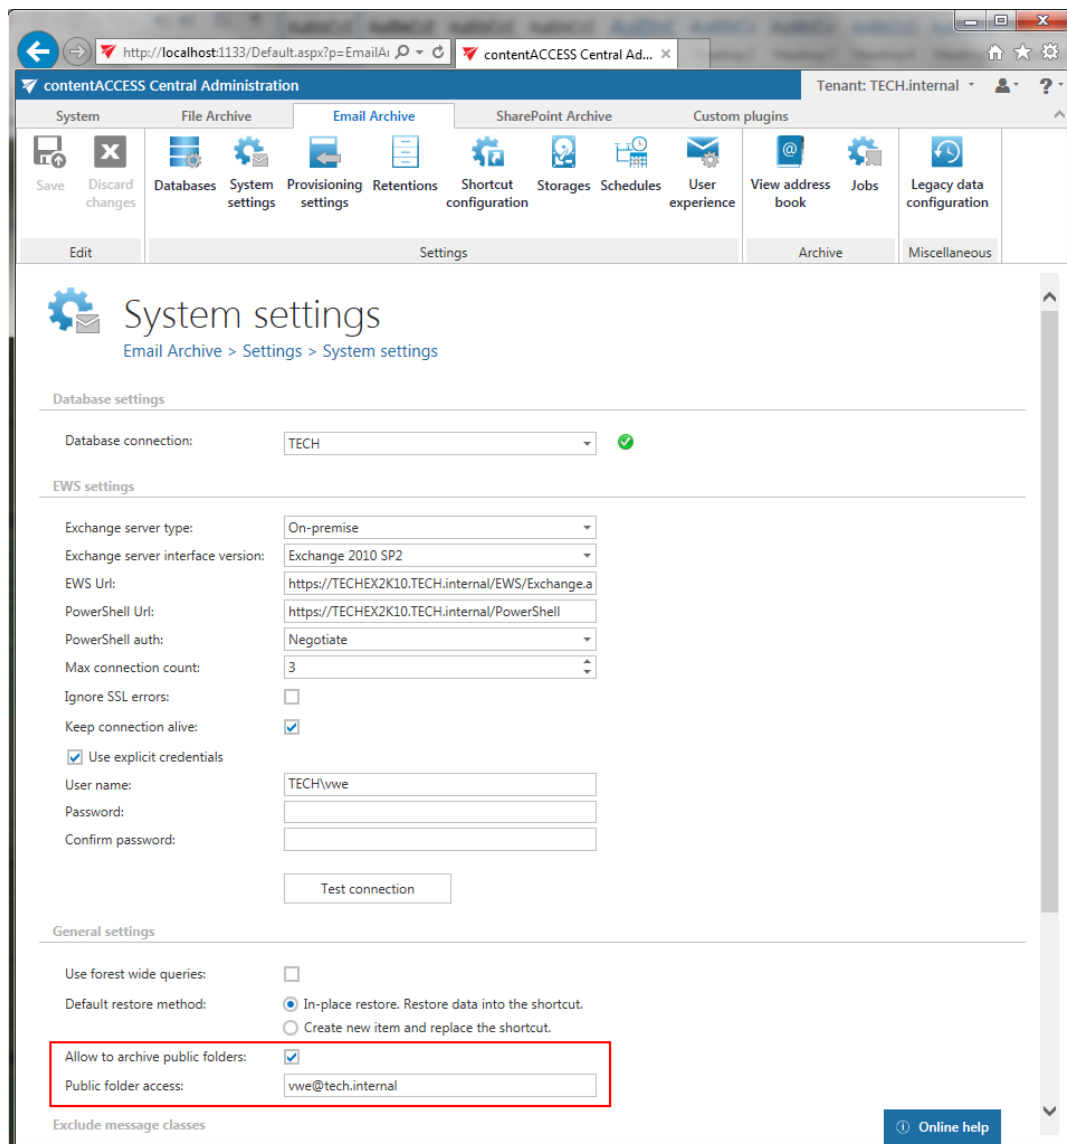 http://localhost:1133/Default.aspx?p=EmailAr
contentACCESS Central Ad...
contentACCESS Central Administration
Tenant: TECH.internal
?
System
File Archive
Email Archive
SharePoint Archive
Custom plugins
Save
Discard changes
Databases
System settings
Provisioning settings
Retentions
Shortcut configuration
Storages
Schedules
User experience
View address book
Jobs
Legacy data configuration
Edit
Settings
Archive
Miscellaneous
System settings
Email Archive > Settings > System settings
Database settings
Database connection:
TECH
EWS settings
Exchange server type:
On-premise
Exchange server interface version:
Exchange 2010 SP2
EWS Url:
https://TECHEX2K10.TECH.internal/EWS/Exchange.a
PowerShell Url:
https://TECHEX2K10.TECH.internal/PowerShell
PowerShell auth:
Negotiate
Max connection count:
3
Ignore SSL errors:
Keep connection alive:
Use explicit credentials
User name:
TECH\vwe
Password:
Confirm password:
Test connection
General settings
Use forest wide queries:
Default restore method:
In-place restore. Restore data into the shortcut.
Create new item and replace the shortcut.
Allow to archive public folders:
Public folder access:
vwe@tech.internal
Exclude message classes
Online help